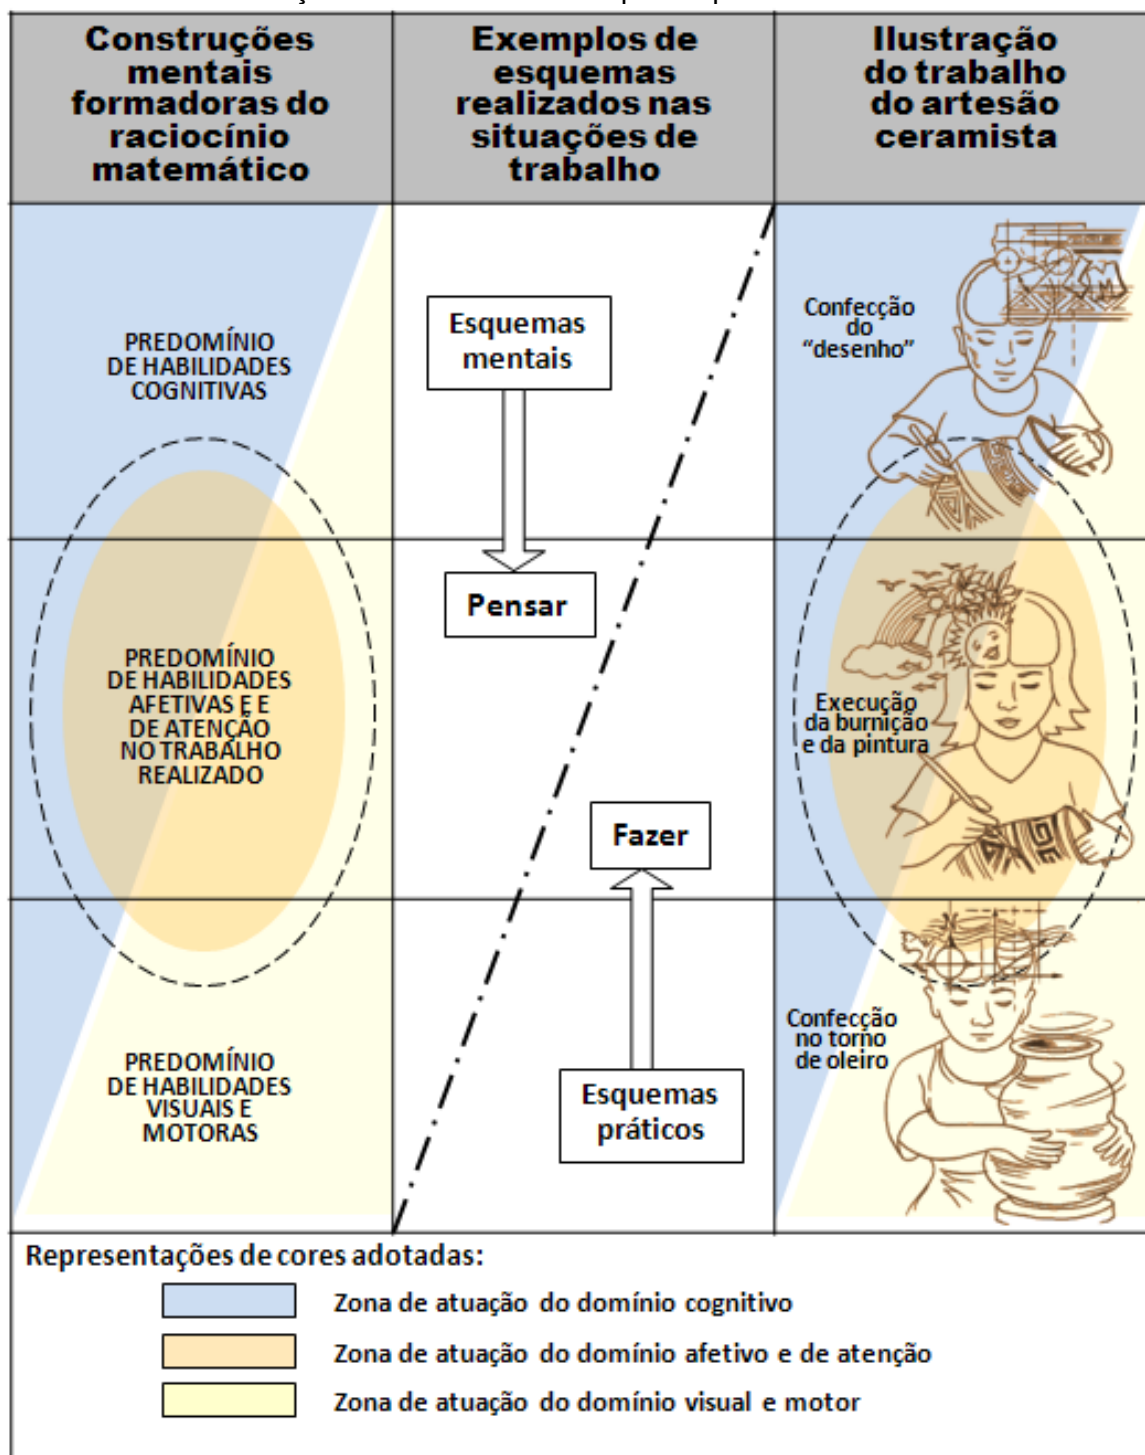 Construções
mentais
formadoras do
raciocínio
matemático
Exemplos de
esquemas
realizados nas
situações de
trabalho
Ilustração
do trabalho
do artesão
ceramista
PREDOMÍNIO
DE HABILIDADES
COGNITIVAS
Esquemas
mentais
Confecção
do
“desenho”
PREDOMÍNIO
DE HABILIDADES
AFETIVAS E E
DE ATENÇÃO
NO TRABALHO
REALIZADO
Pensar
Fazer
Execução
da burnição
e da pintura
PREDOMÍNIO
DE HABILIDADES
VISUAIS E
MOTORAS
Esquemas
práticos
Confecção
no torno
de oleiro
Representações de cores adotadas:
Zona de atuação do domínio cognitivo
Zona de atuação do domínio afetivo e de atenção
Zona de atuação do domínio visual e motor